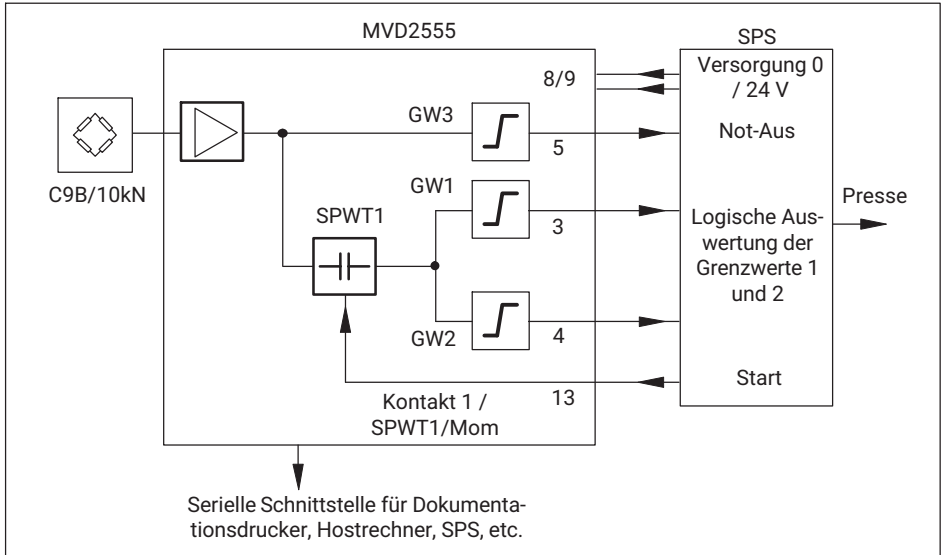 MVD2555
SPS
8/9
Versorgung 0
/ 24 V
GW3
5
Not-Aus
C9B/10kN
GW1
3
SPWT1
Presse
Logische Aus-
wertung der
Grenzwerte 1
und 2
GW2
4
Start
13
Kontakt 1 /
SPWT1/Mom
Serielle Schnittstelle für Dokumenta-
tionsdrucker, Hostrechner, SPS, etc.